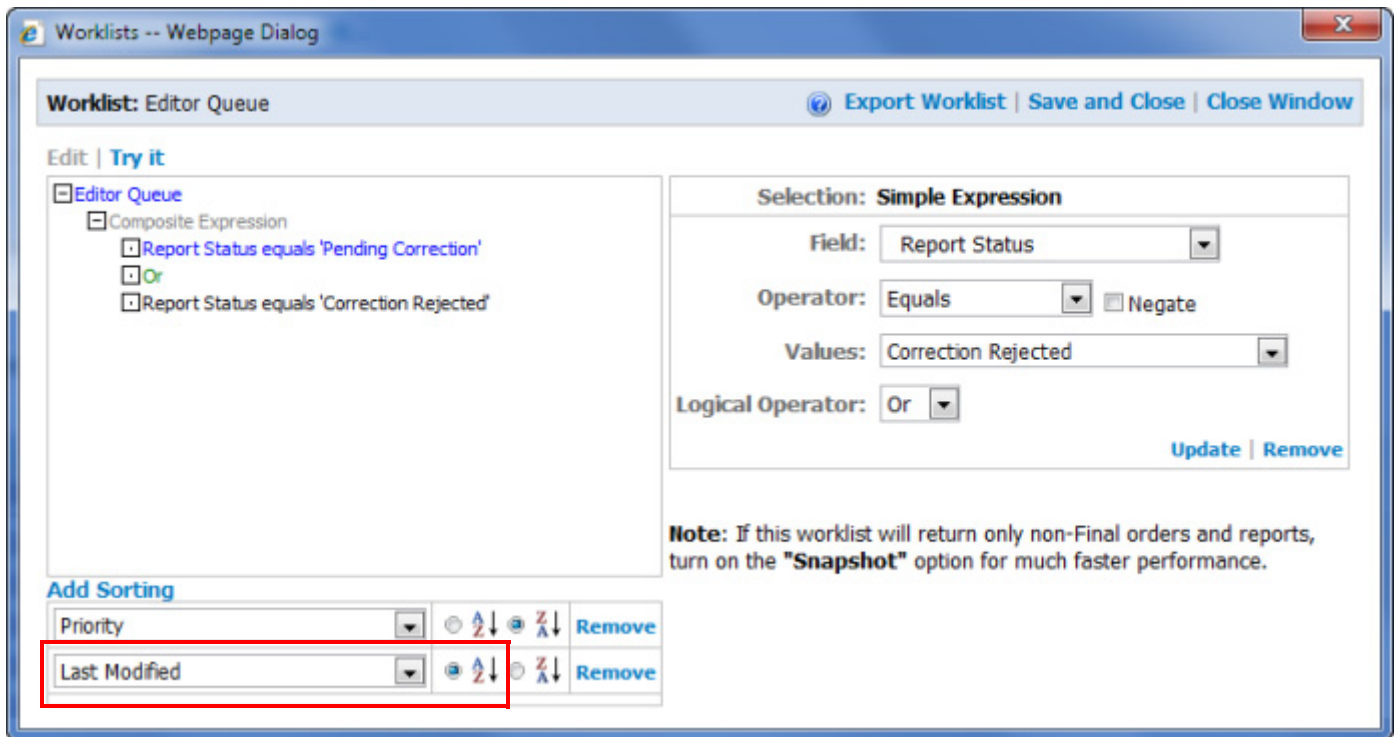 Worklists -- Webpage Dialog
Worklist: Editor Queue
Export Worklist | Save and Close | Close Window
Edit | Try it
Editor Queue
Composite Expression
Report Status equals 'Pending Correction'
Or
Report Status equals 'Correction Rejected'
Selection: Simple Expression
Field: Report Status
Operator: Equals Negate
Values: Correction Rejected
Logical Operator: Or
Update | Remove
Note: If this worklist will return only non-Final orders and reports,
turn on the "Snapshot" option for much faster performance.
Add Sorting
Priority Remove
Last Modified Remove